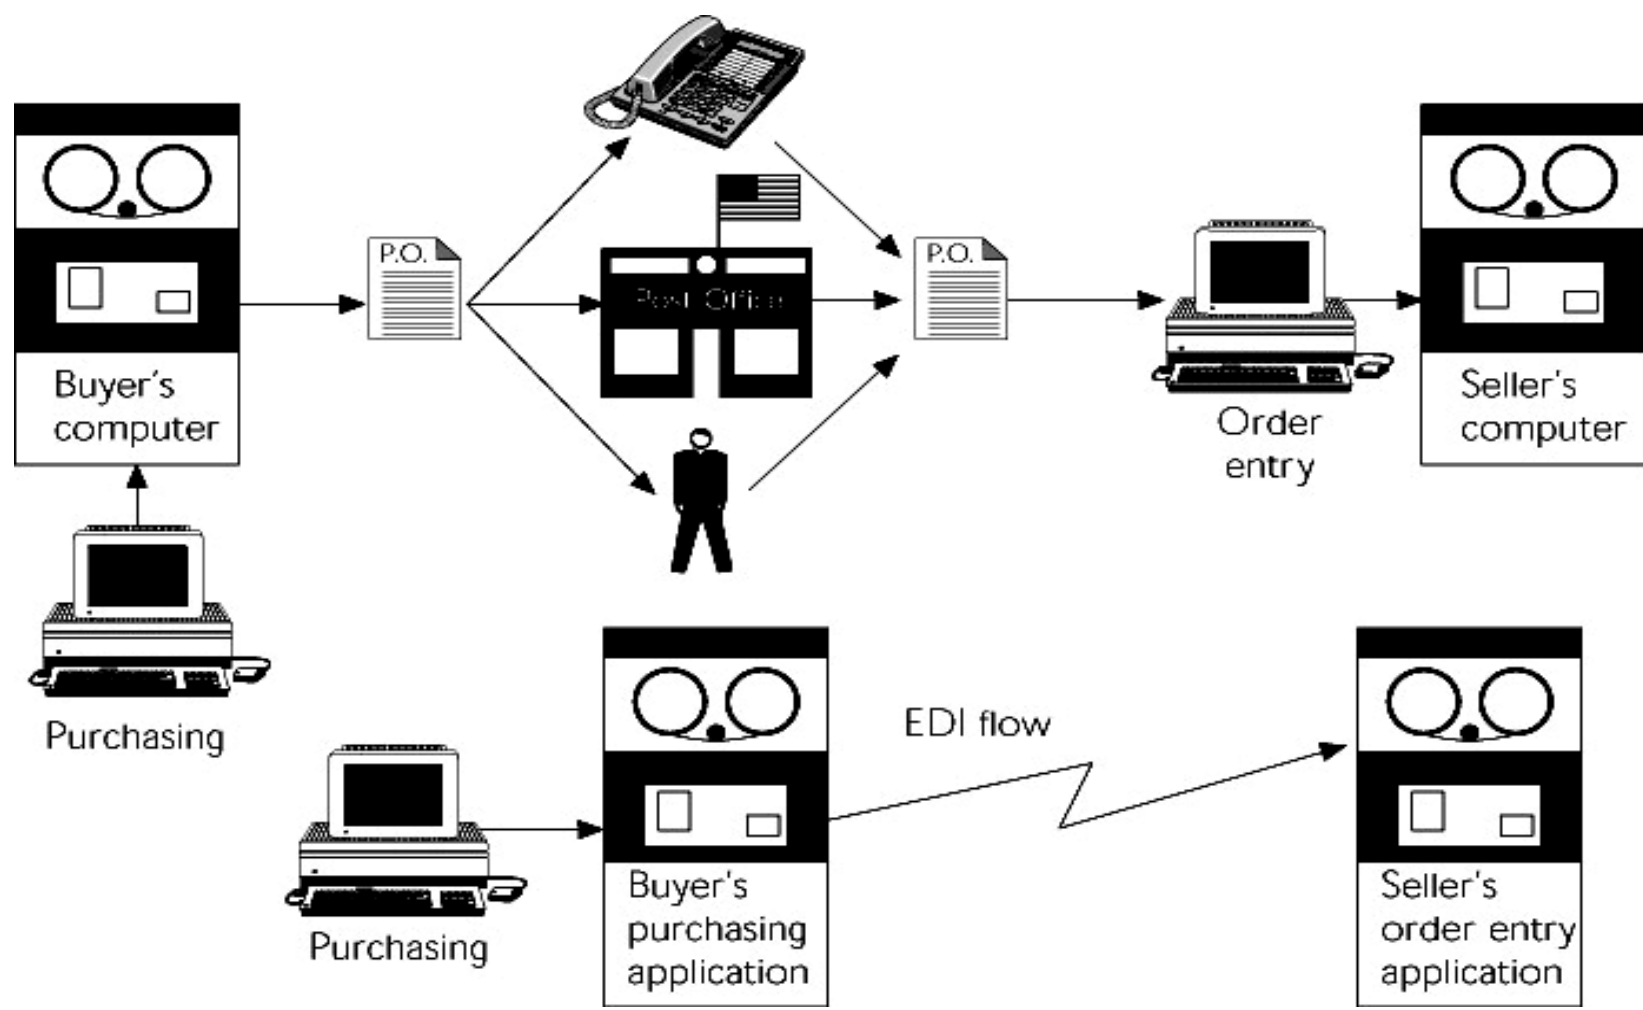 P.O.
Post Office
P.O.
Buyer's
computer
Order
entry
Seller's
computer
Purchasing
EDI flow
Purchasing
Buyer's
purchasing
application
Seller's
order entry
application